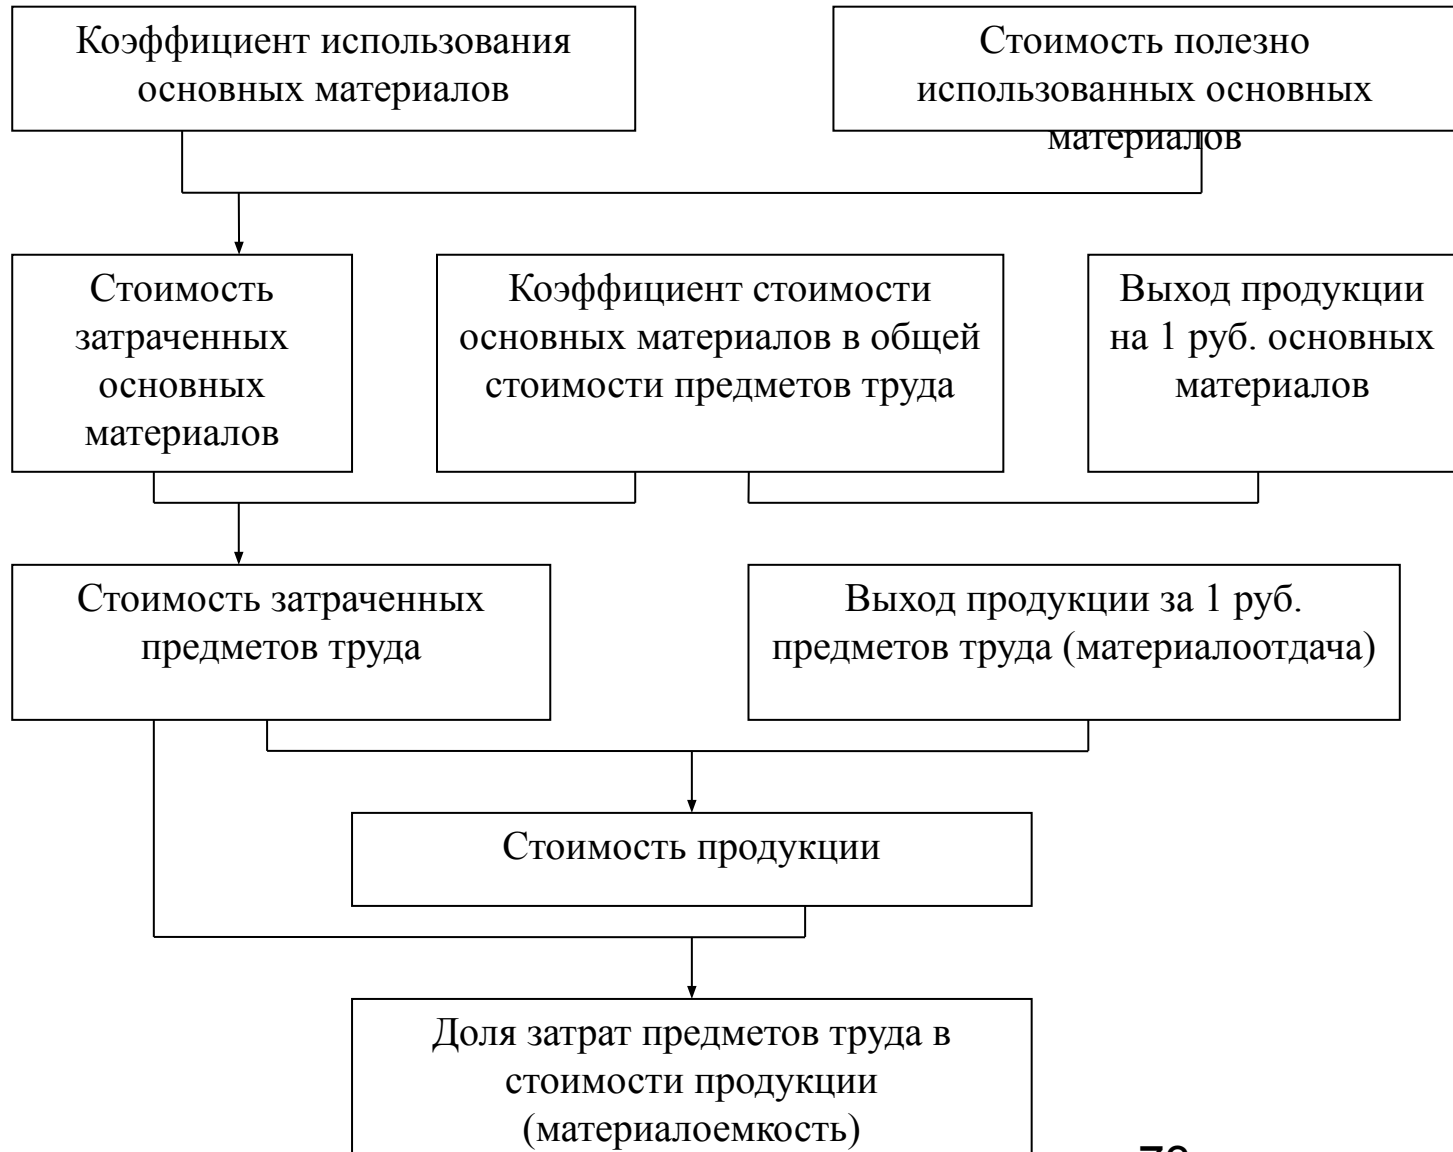 Коэффициент использования
основных материалов
Стоимость полезно
использованных основных
материалов
Стоимость
затраченных
основных
материалов
Коэффициент стоимости
основных материалов в общей
стоимости предметов труда
Выход продукции
на 1 руб. основных
материалов
Стоимость затраченных
предметов труда
Выход продукции за 1 руб.
предметов труда (материалоотдача)
Стоимость продукции
Доля затрат предметов труда в
стоимости продукции
(материалоемкость)